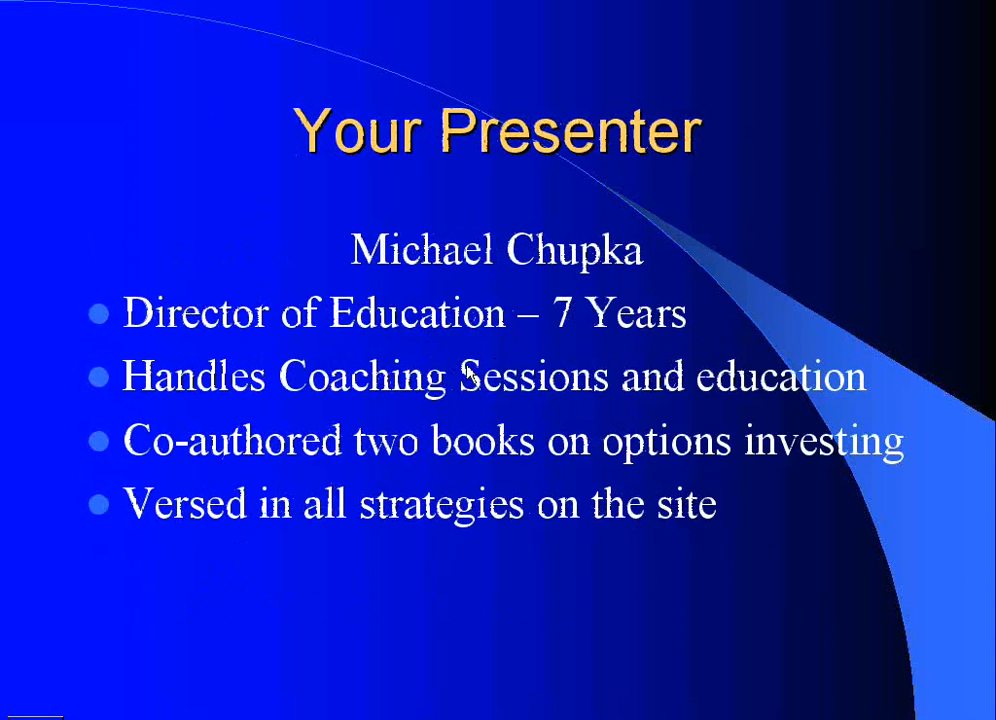 Your Presenter
Michael Chupka
Director of Education – 7 Years
Handles Coaching Sessions and education
Co-authored two books on options investing
Versed in all strategies on the site